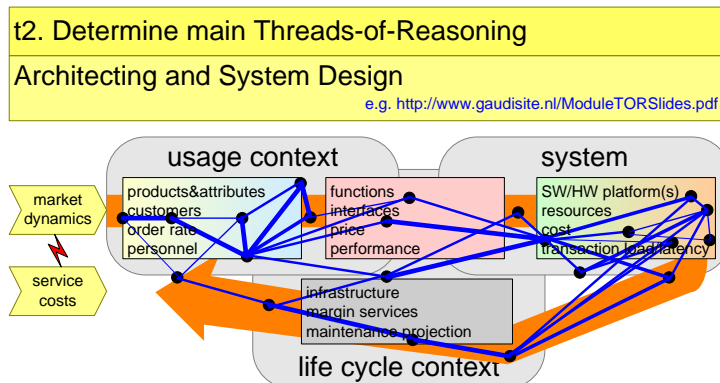 t2. Determine main Threads-of-Reasoning
Architecting and System Design
e.g. http://www.gaudisite.nl/ModuleTORSlides.pdf
usage context
system
market
dynamics
service
costs
products&attributes
customers
order rate
personnel
functions
interfaces
price
performance
SW/HW platform(s)
resources
cost
transaction load/latency
infrastructure
margin services
maintenance projection
life cycle context